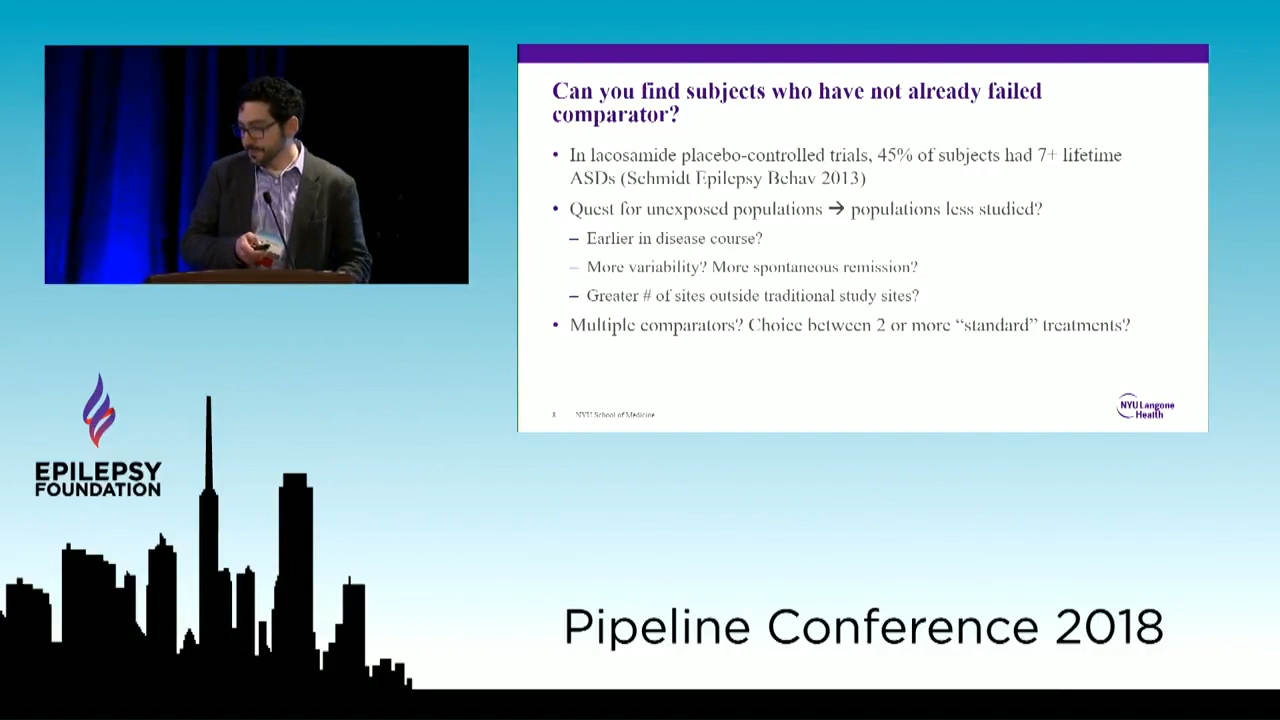 Can you find subjects who have not already failed
comparator?
• In lacosamide placebo-controlled trials, 45% of subjects had 7+ lifetime
ASDs (Schmidt Epilepsy Behav 2013)
• Quest for unexposed populations → populations less studied?
– Earlier in disease course?
– More variability? More spontaneous remission?
– Greater # of sites outside traditional study sites?
• Multiple comparators? Choice between 2 or more “standard” treatments?
8 NYU School of Medicine
NYU Langone
Health
EPILEPSY
FOUNDATION
Pipeline Conference 2018